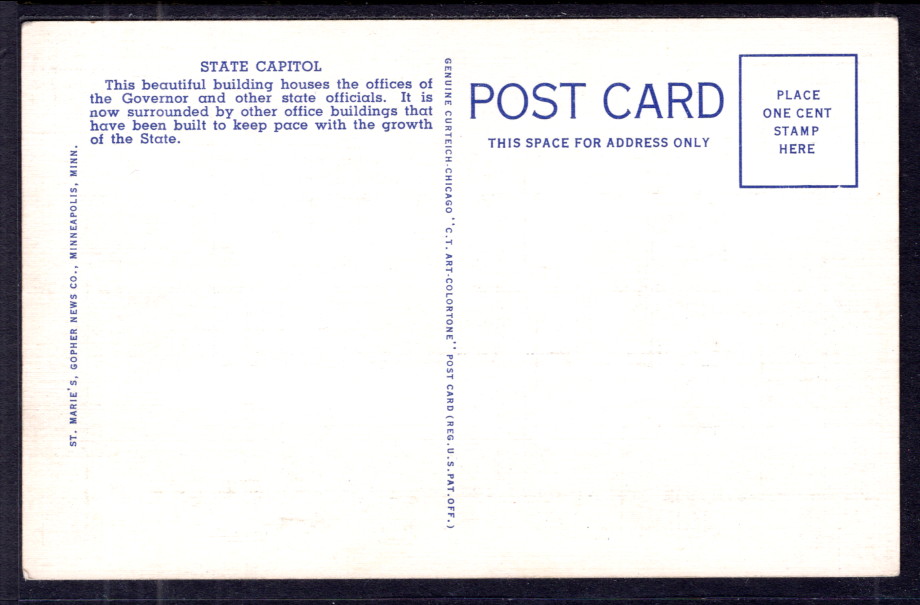 STATE CAPITOL
This beautiful building houses the offices of
the Governor and other state officials. It is
now surrounded by other office buildings that
have been built to keep pace with the growth
of the State.
ST. MARIE'S, GOPHER NEWS CO., MINNEAPOLIS, MINN.
GENUINE CURTEICH-CHICAGO "C.T. ART-COLORTONE" POST CARD (REG. U.S. PAT. OFF.)
POST CARD
THIS SPACE FOR ADDRESS ONLY
PLACE
ONE CENT
STAMP
HERE